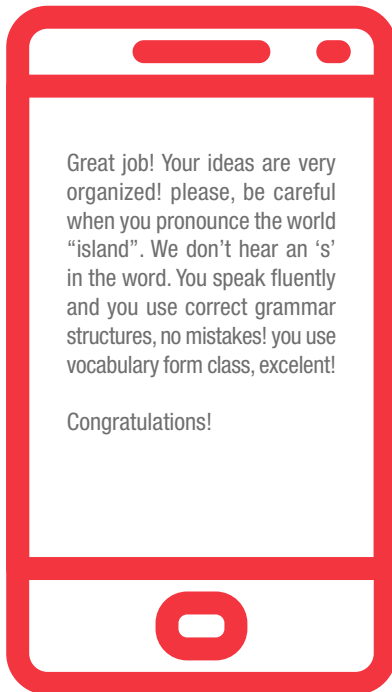 Great job! Your ideas are very
organized! please, be careful
when you pronounce the world
“island”. We don’t hear an ‘s’
in the word. You speak fluently
and you use correct grammar
structures, no mistakes! you use
vocabulary form class, excelent!
Congratulations!